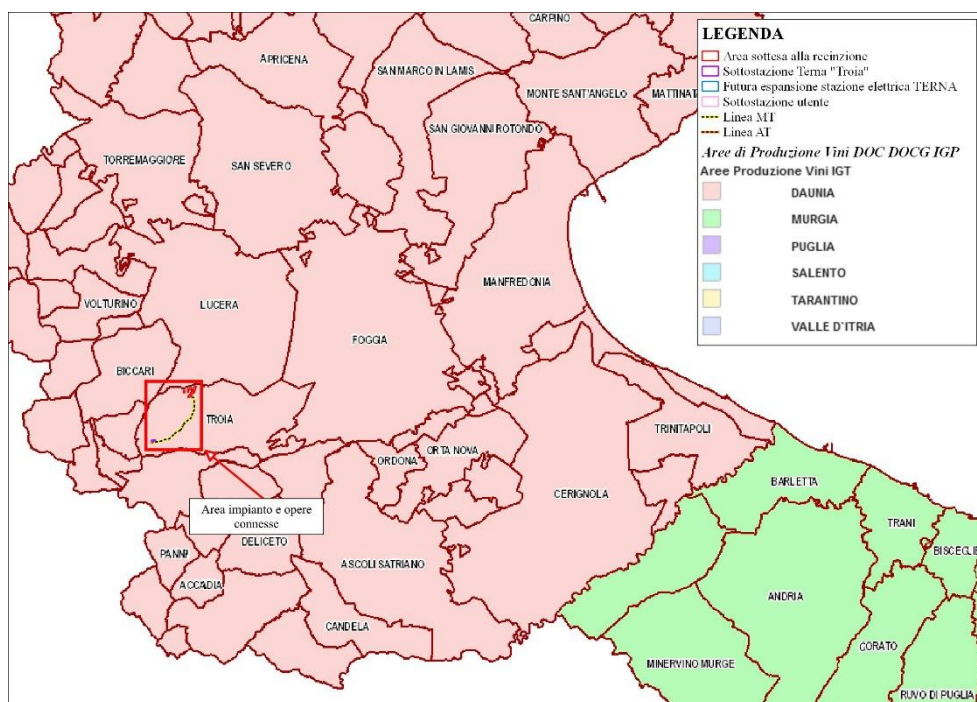 CARPINO
APRICENA
SAN MARCO IN LAMIS
MONTE SANT'ANGELO
MATTINATA
SAN GIOVANNI ROTONDO
TORREMAGGIORE
SAN SEVERO
MANFREDONIA
VOLTURINO
LUCERA
FOGGIA
BICCARI
TROIA
TRINITAPOLI
ORTA NOVA
ORDONA
CERIGNOLA
BARLETTA
Area impianto e opere
connesse
TRANI
DELICETO
BISCEGLIE
PANNI
ASCOLI SATRIANO
ACCADIA
ANDRIA
CANDELA
CORATO
MINERVINO MURGE
RUVO DI PUGLIA
LEGENDA
Area sottesa alla recinzione
Sottostazione Terna "Troia"
Futura espansione stazione elettrica TERNA
Sottostazione utente
Linea MT
Linea AT
Aree di Produzione Vini DOC DOCG IGP
Aree Produzione Vini IGT
DAUNIA
MURGIA
PUGLIA
SALENTO
TARANTINO
VALLE D'ITRIA